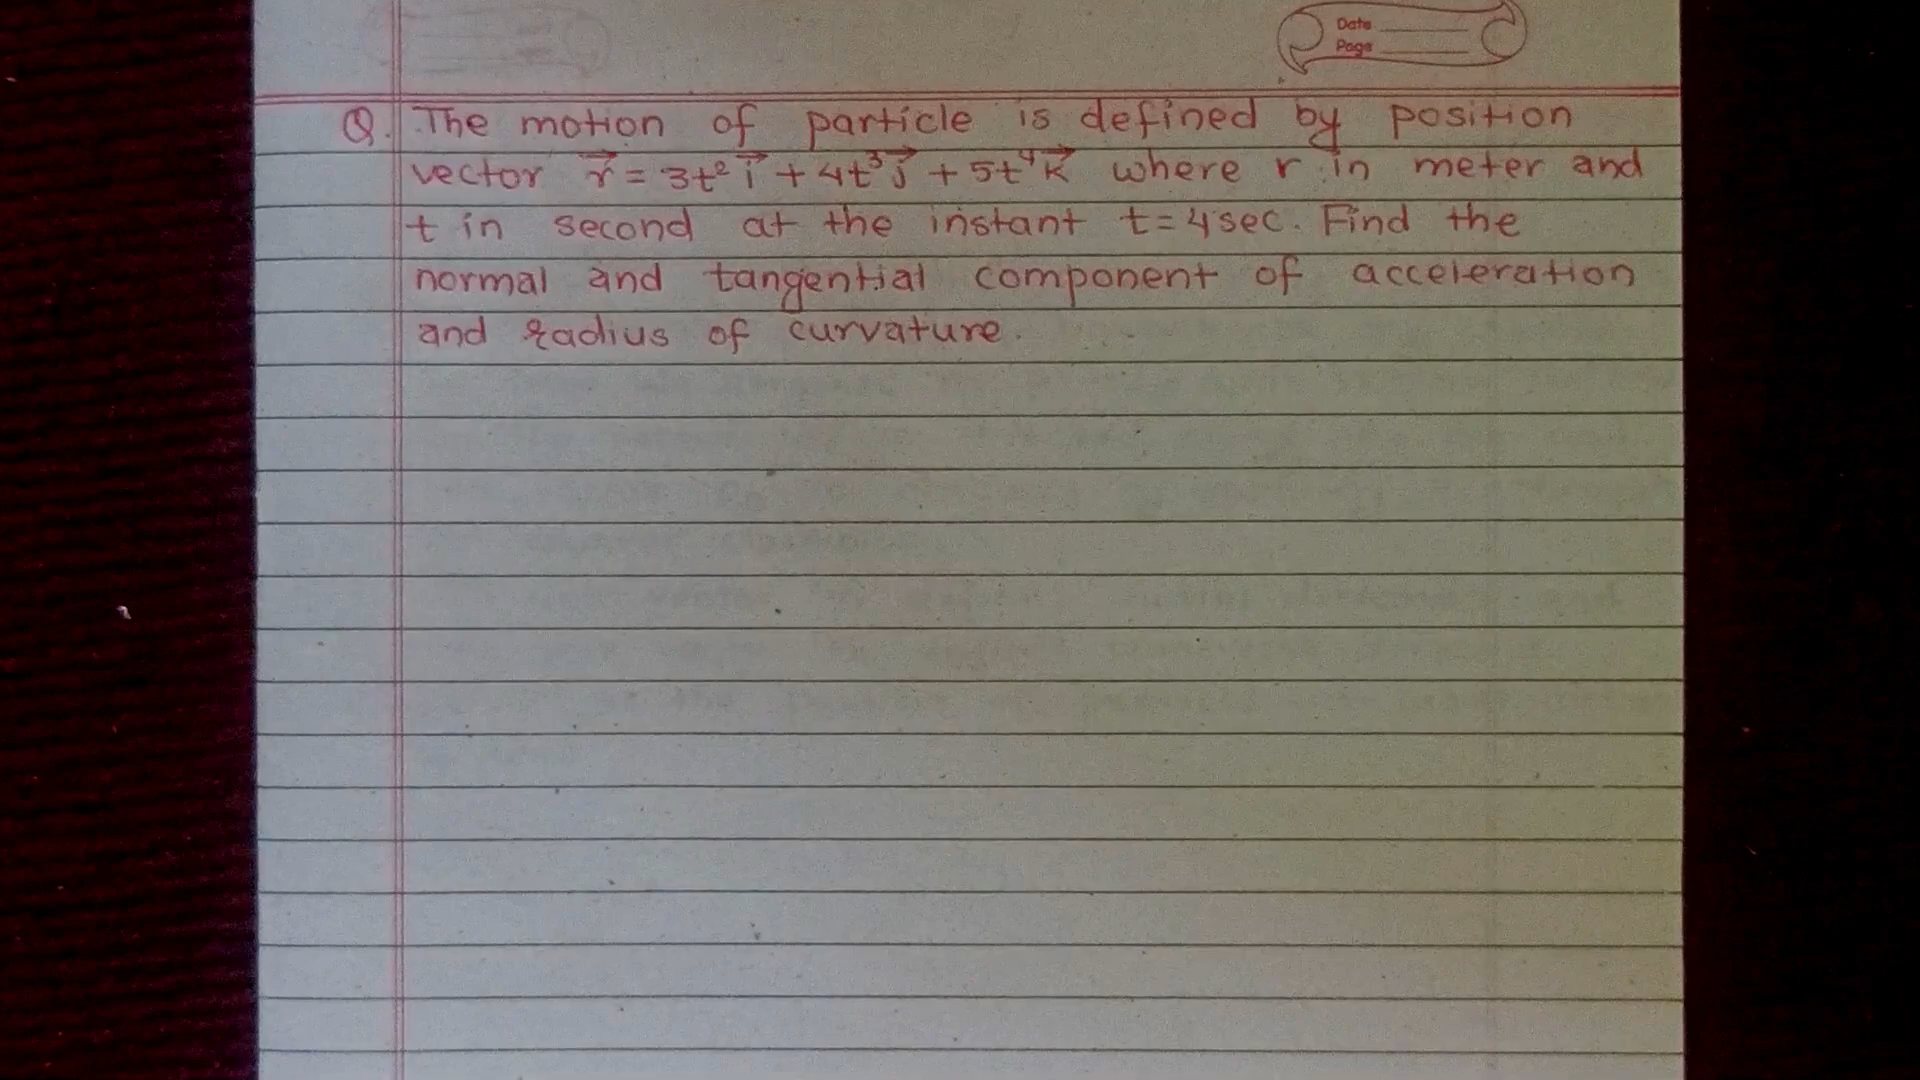 Date
Page
Q. The motion of particle is defined by position
vector r⃗ = 3t² i⃗ + 4t³ j⃗ + 5t⁴ k⃗ where r in meter and
t in second at the instant t = 4 sec. Find the
normal and tangential component of acceleration
and radius of curvature.